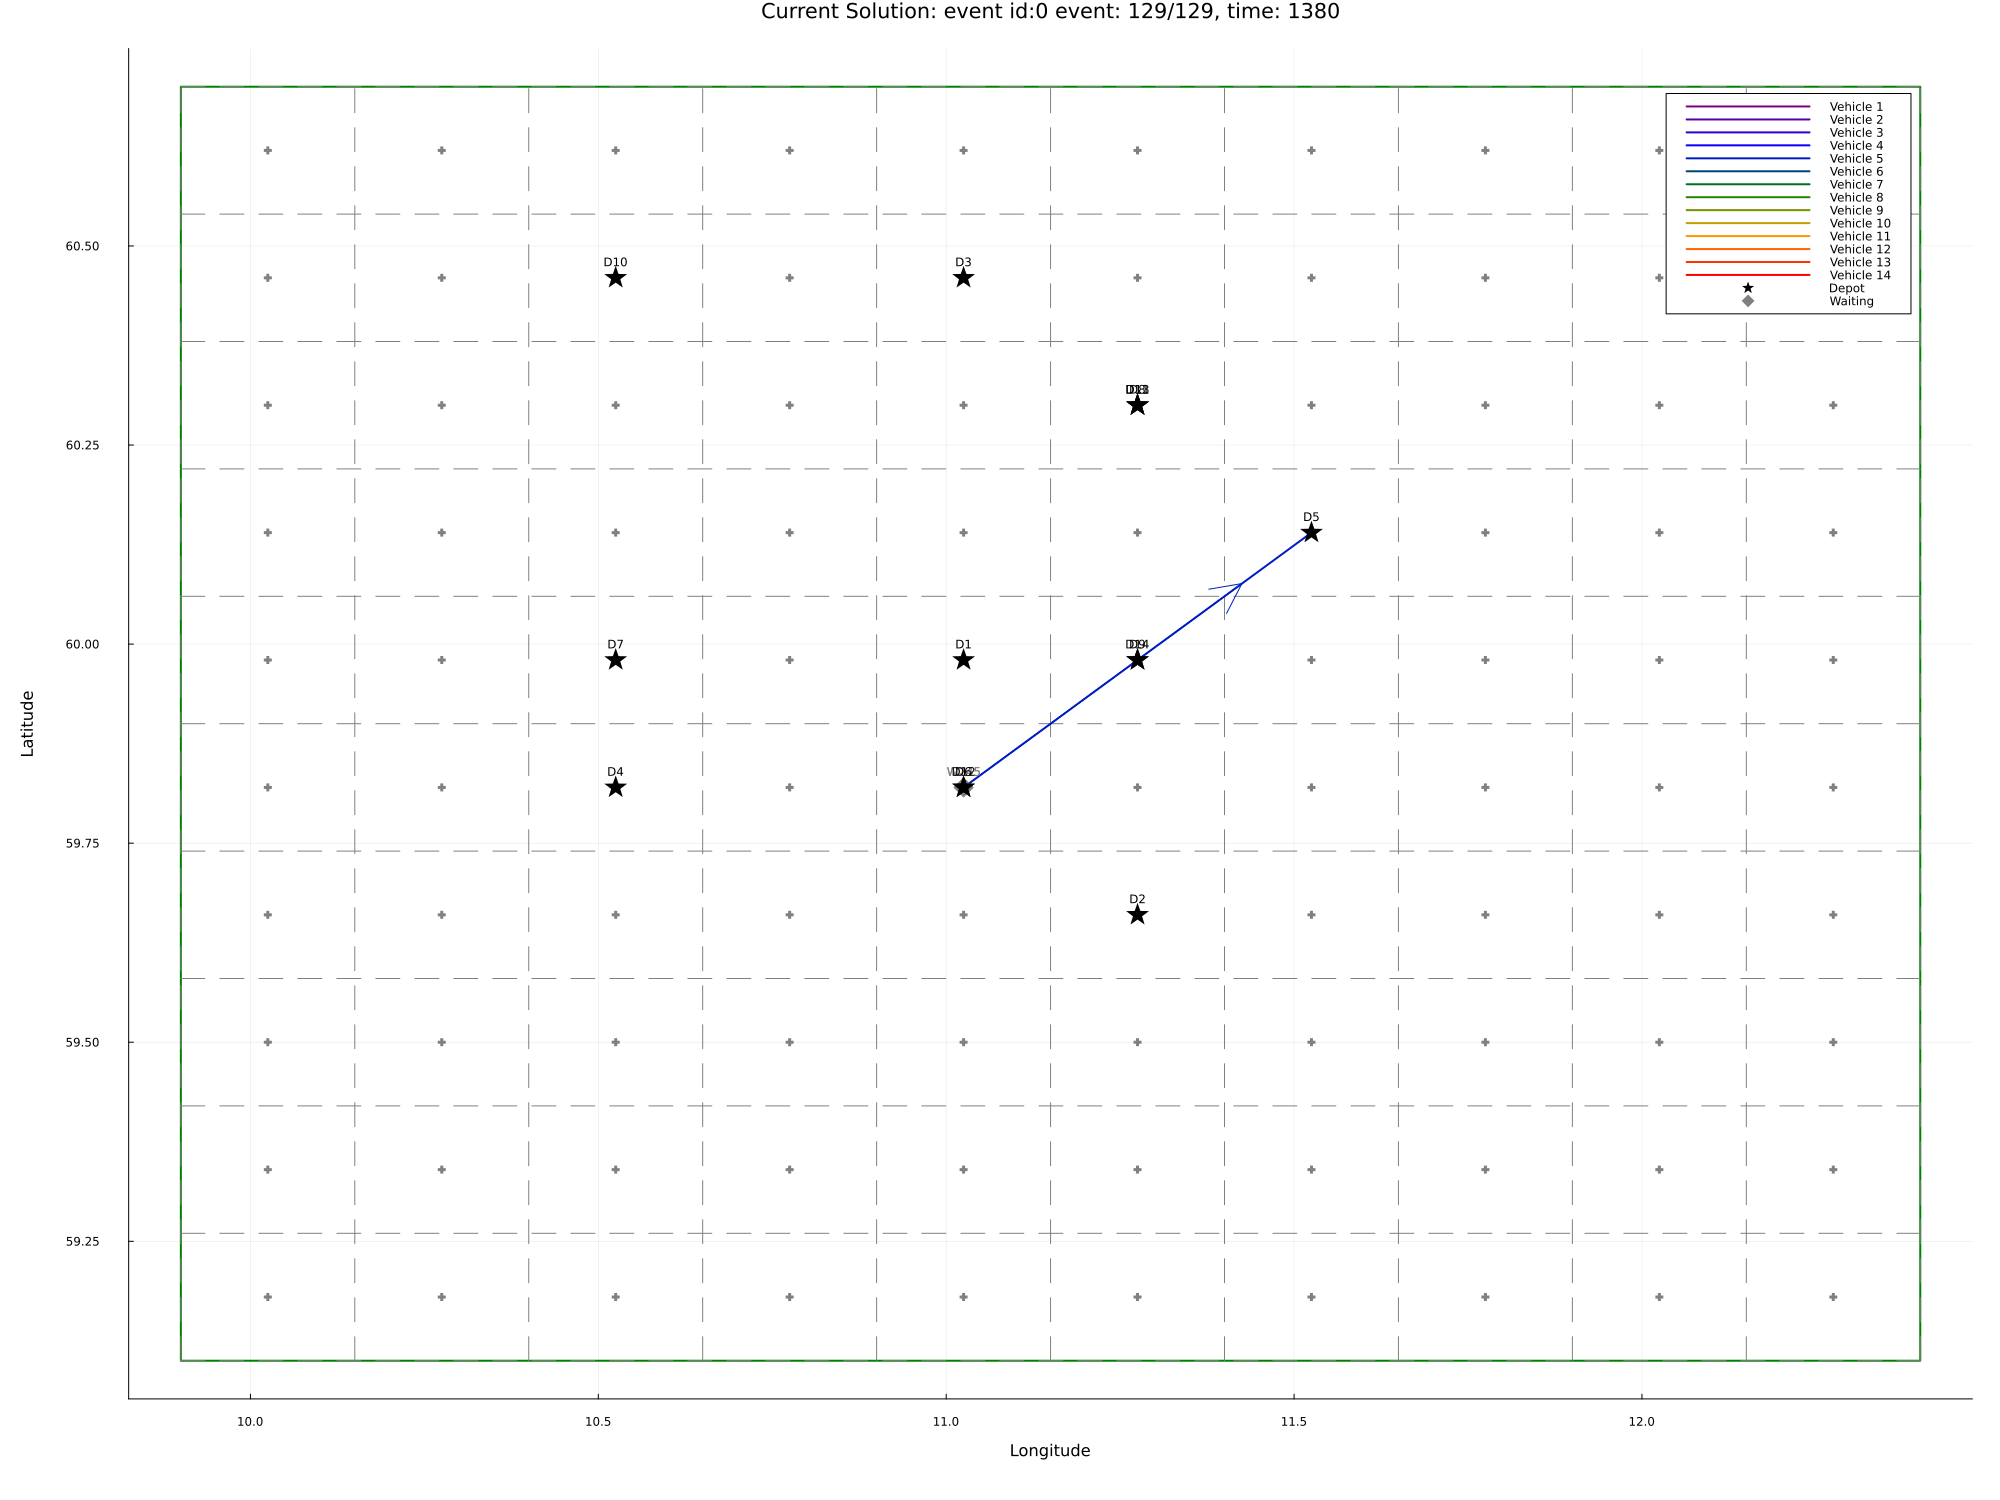 Current Solution: event id:0 event: 129/129, time: 1380
Vehicle 1
Vehicle 2
Vehicle 3
Vehicle 4
Vehicle 5
Vehicle 6
Vehicle 7
Vehicle 8
Vehicle 9
Vehicle 10
Vehicle 11
Vehicle 12
Vehicle 13
Vehicle 14
Depot
Waiting
60.50
60.25
60.00
59.75
59.50
59.25
D10
D3
D5
D7
D1
D4
D2
10.0
10.5
11.0
11.5
12.0
Latitude
Longitude